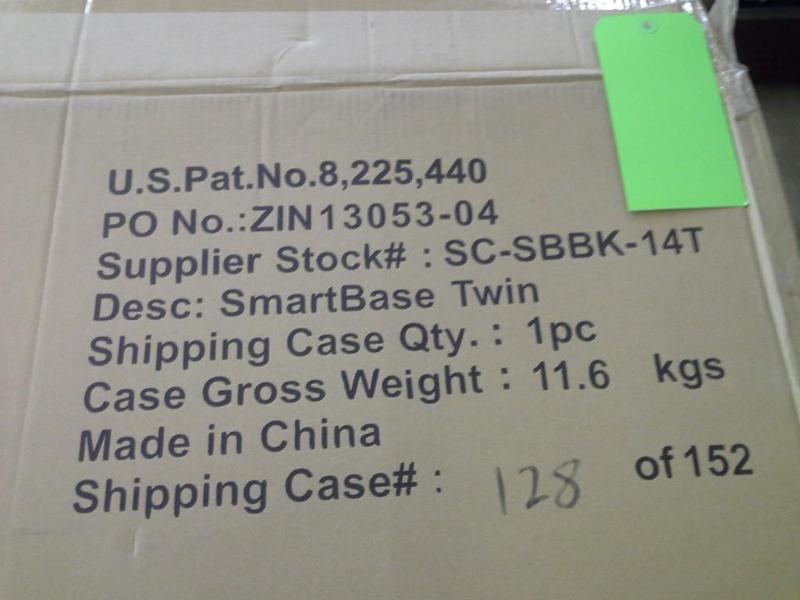 U.S.Pat.No.8,225,440
PO No.:ZIN13053-04
Supplier Stock# : SC-SBBK-14T
Desc: SmartBase Twin
Shipping Case Qty. : 1pc
Case Gross Weight : 11.6 kgs
Made in China
Shipping Case# : 128 of 152